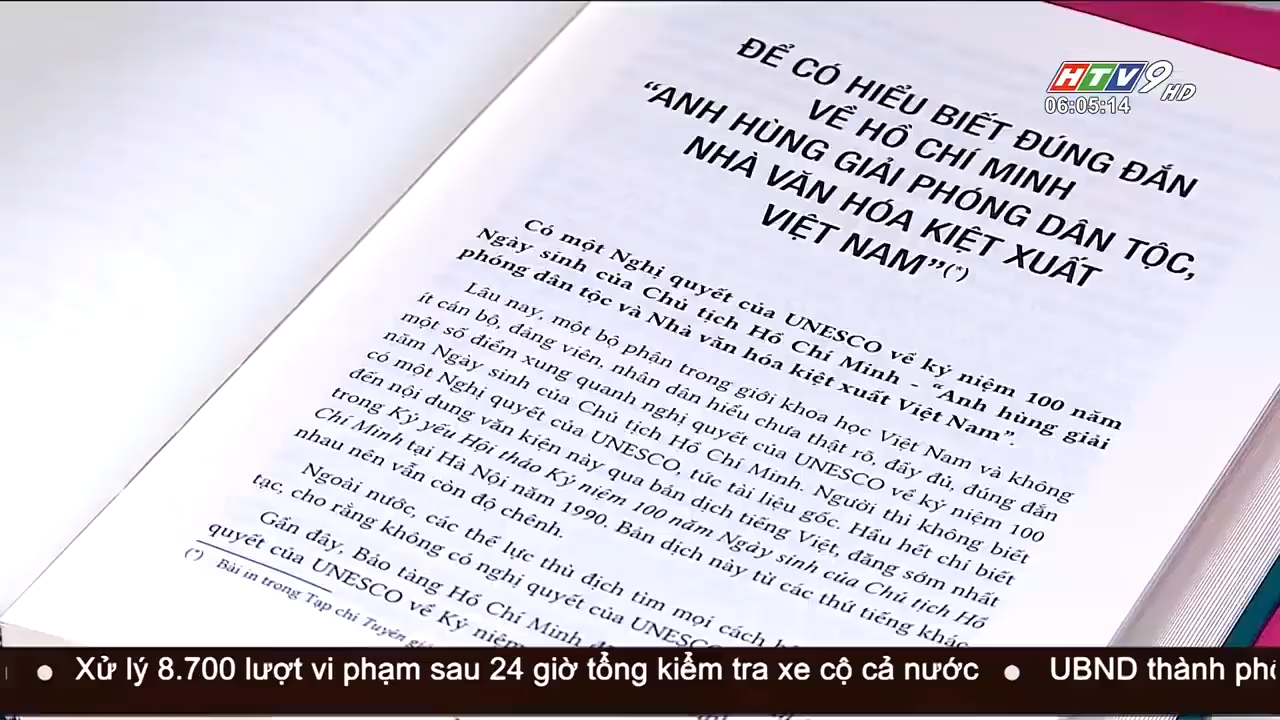 HTV9 HD
06:05:14
ĐỂ CÓ HIỂU BIẾT ĐÚNG ĐẮN
VỀ HỒ CHÍ MINH
“ANH HÙNG GIẢI PHÓNG DÂN TỘC,
NHÀ VĂN HÓA KIỆT XUẤT
VIỆT NAM”(*)
Có một Nghị quyết của UNESCO về kỷ niệm 100 năm
Ngày sinh của Chủ tịch Hồ Chí Minh - “Anh hùng giải
phóng dân tộc và Nhà văn hóa kiệt xuất Việt Nam”.
Lâu nay, một bộ phận trong giới khoa học Việt Nam và không
ít cán bộ, đảng viên, nhân dân hiểu chưa thật rõ, đầy đủ, đúng đắn
một số điểm xung quanh nghị quyết của UNESCO về kỷ niệm 100
năm Ngày sinh của Chủ tịch Hồ Chí Minh. Người thì không biết
có một Nghị quyết của UNESCO, tức tài liệu gốc. Hầu hết chỉ biết
đến nội dung văn kiện này qua bản dịch tiếng Việt, đăng sớm nhất
trong Kỷ yếu Hội thảo Kỷ niệm 100 năm Ngày sinh của Chủ tịch Hồ
Chí Minh tại Hà Nội năm 1990. Bản dịch này từ các thứ tiếng khác
nhau nên vẫn còn độ chênh.
Ngoài nước, các thế lực thù địch tìm mọi cách
tạc, cho rằng không có nghị quyết của UNESCO
Gần đây, Bảo tàng Hồ Chí Minh
quyết của UNESCO về Kỷ niệm
(*) Bài in trong Tạp chí Tuyên
Xử lý 8.700 lượt vi phạm sau 24 giờ tổng kiểm tra xe cộ cả nước ● UBND thành phố